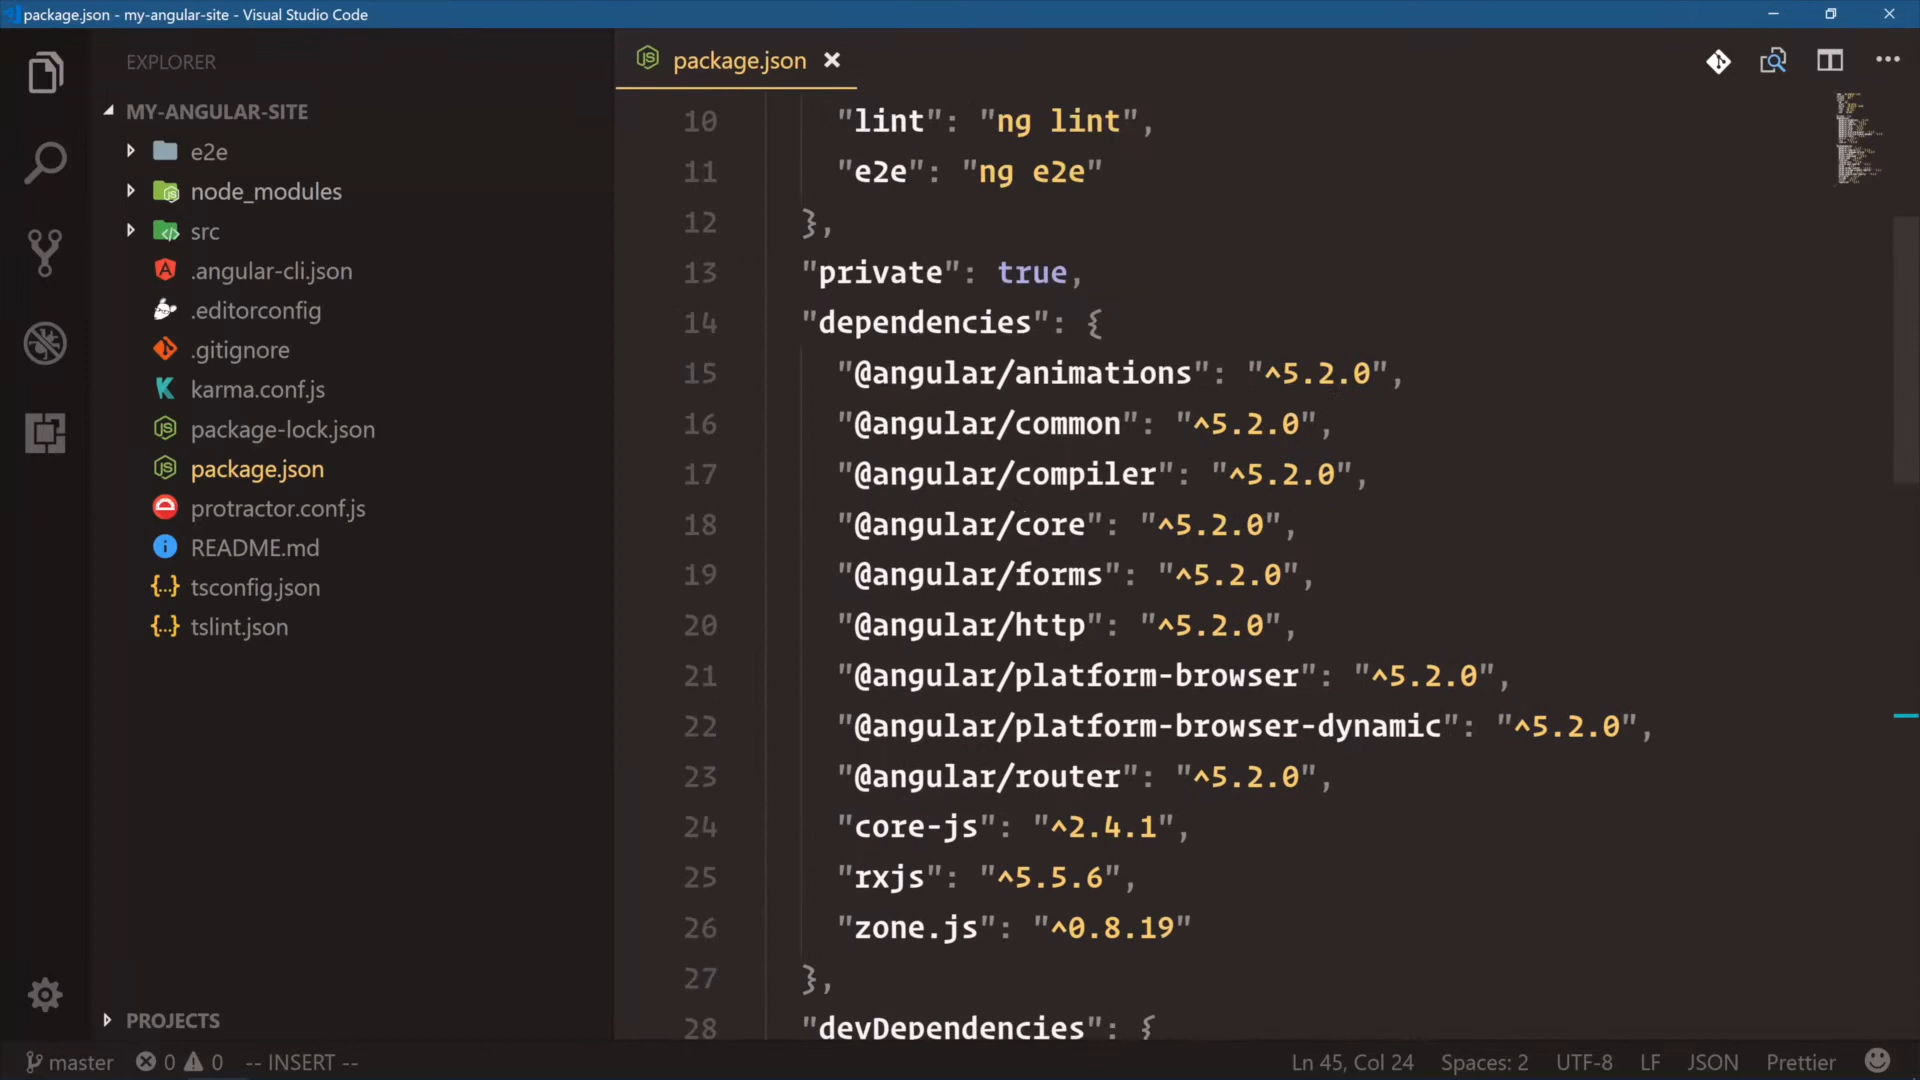 package.json - my-angular-site - Visual Studio Code
EXPLORER
MY-ANGULAR-SITE
e2e
node_modules
src
.angular-cli.json
.editorconfig
.gitignore
karma.conf.js
package-lock.json
package.json
protractor.conf.js
README.md
tsconfig.json
tslint.json
PROJECTS
package.json
10 "lint": "ng lint",
11 "e2e": "ng e2e"
12 },
13 "private": true,
14 "dependencies": {
15 "@angular/animations": "^5.2.0",
16 "@angular/common": "^5.2.0",
17 "@angular/compiler": "^5.2.0",
18 "@angular/core": "^5.2.0",
19 "@angular/forms": "^5.2.0",
20 "@angular/http": "^5.2.0",
21 "@angular/platform-browser": "^5.2.0",
22 "@angular/platform-browser-dynamic": "^5.2.0",
23 "@angular/router": "^5.2.0",
24 "core-js": "^2.4.1",
25 "rxjs": "^5.5.6",
26 "zone.js": "^0.8.19"
27 },
28 "devDependencies": {
master 0 0 -- INSERT -- Ln 45, Col 24 Spaces: 2 UTF-8 LF JSON Prettier